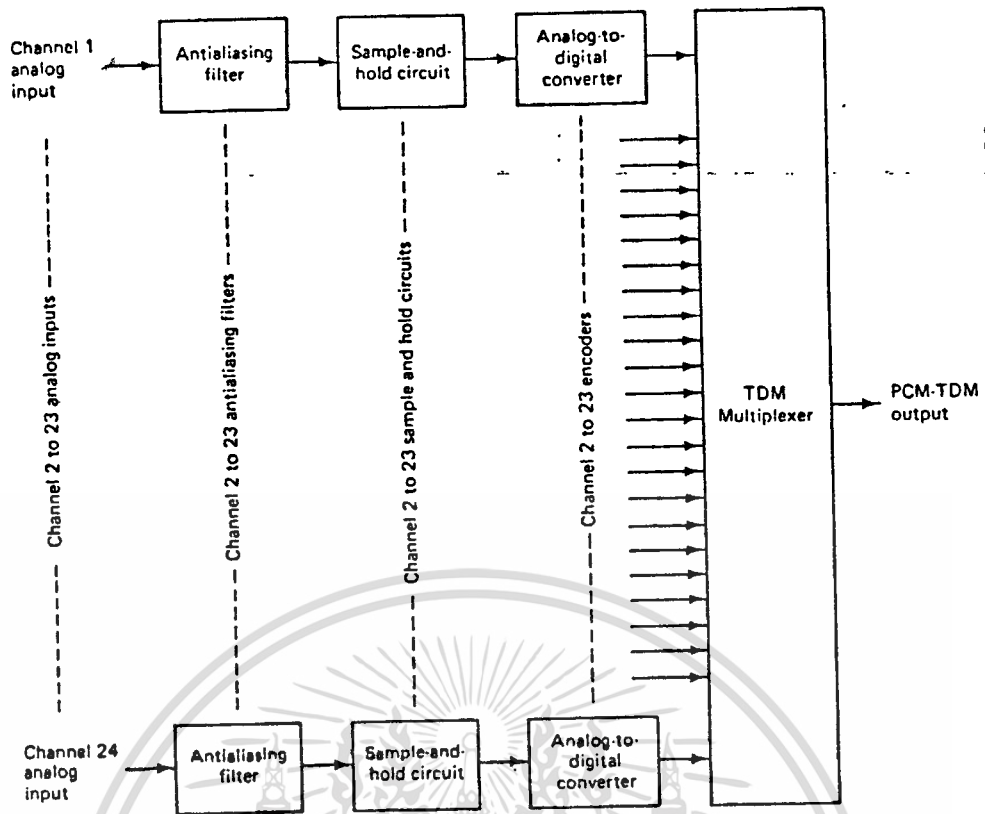 Channel 1
analog
input
Antialiasing
filter
Sample-and-
hold circuit
Analog-to-
digital
converter
Channel 2 to 23 analog inputs
Channel 2 to 23 antialiasing filters
Channel 2 to 23 sample and hold circuits
Channel 2 to 23 encoders
TDM
Multiplexer
PCM-TDM
output
Channel 24
analog
input
Antialiasing
filter
Sample-and-
hold circuit
Analog-to-
digital
converter